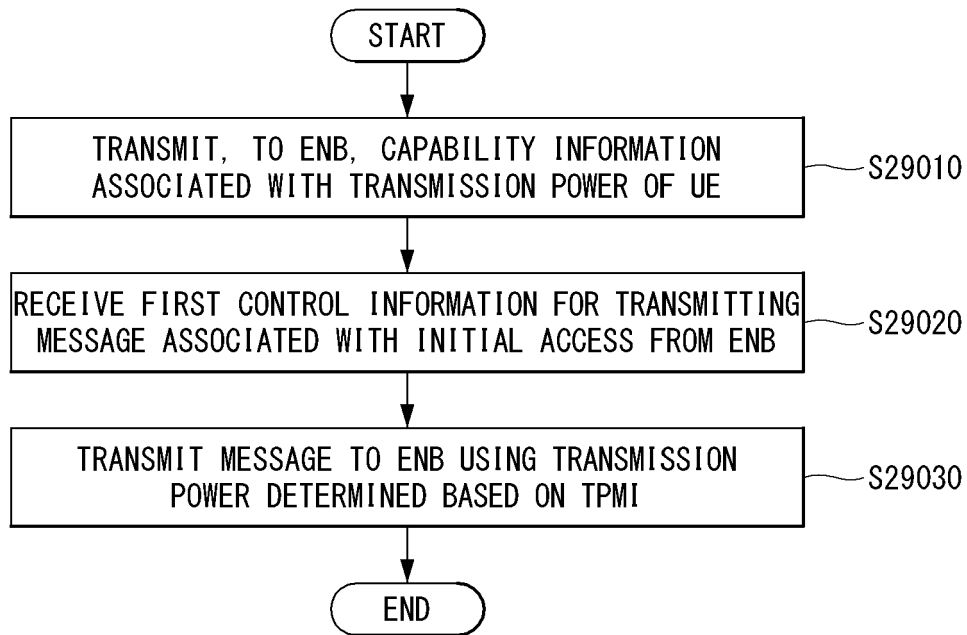 START
TRANSMIT, TO ENB, CAPABILITY INFORMATION
ASSOCIATED WITH TRANSMISSION POWER OF UE
S29010
RECEIVE FIRST CONTROL INFORMATION FOR TRANSMITTING
MESSAGE ASSOCIATED WITH INITIAL ACCESS FROM ENB
S29020
TRANSMIT MESSAGE TO ENB USING TRANSMISSION
POWER DETERMINED BASED ON TPMI
S29030
END